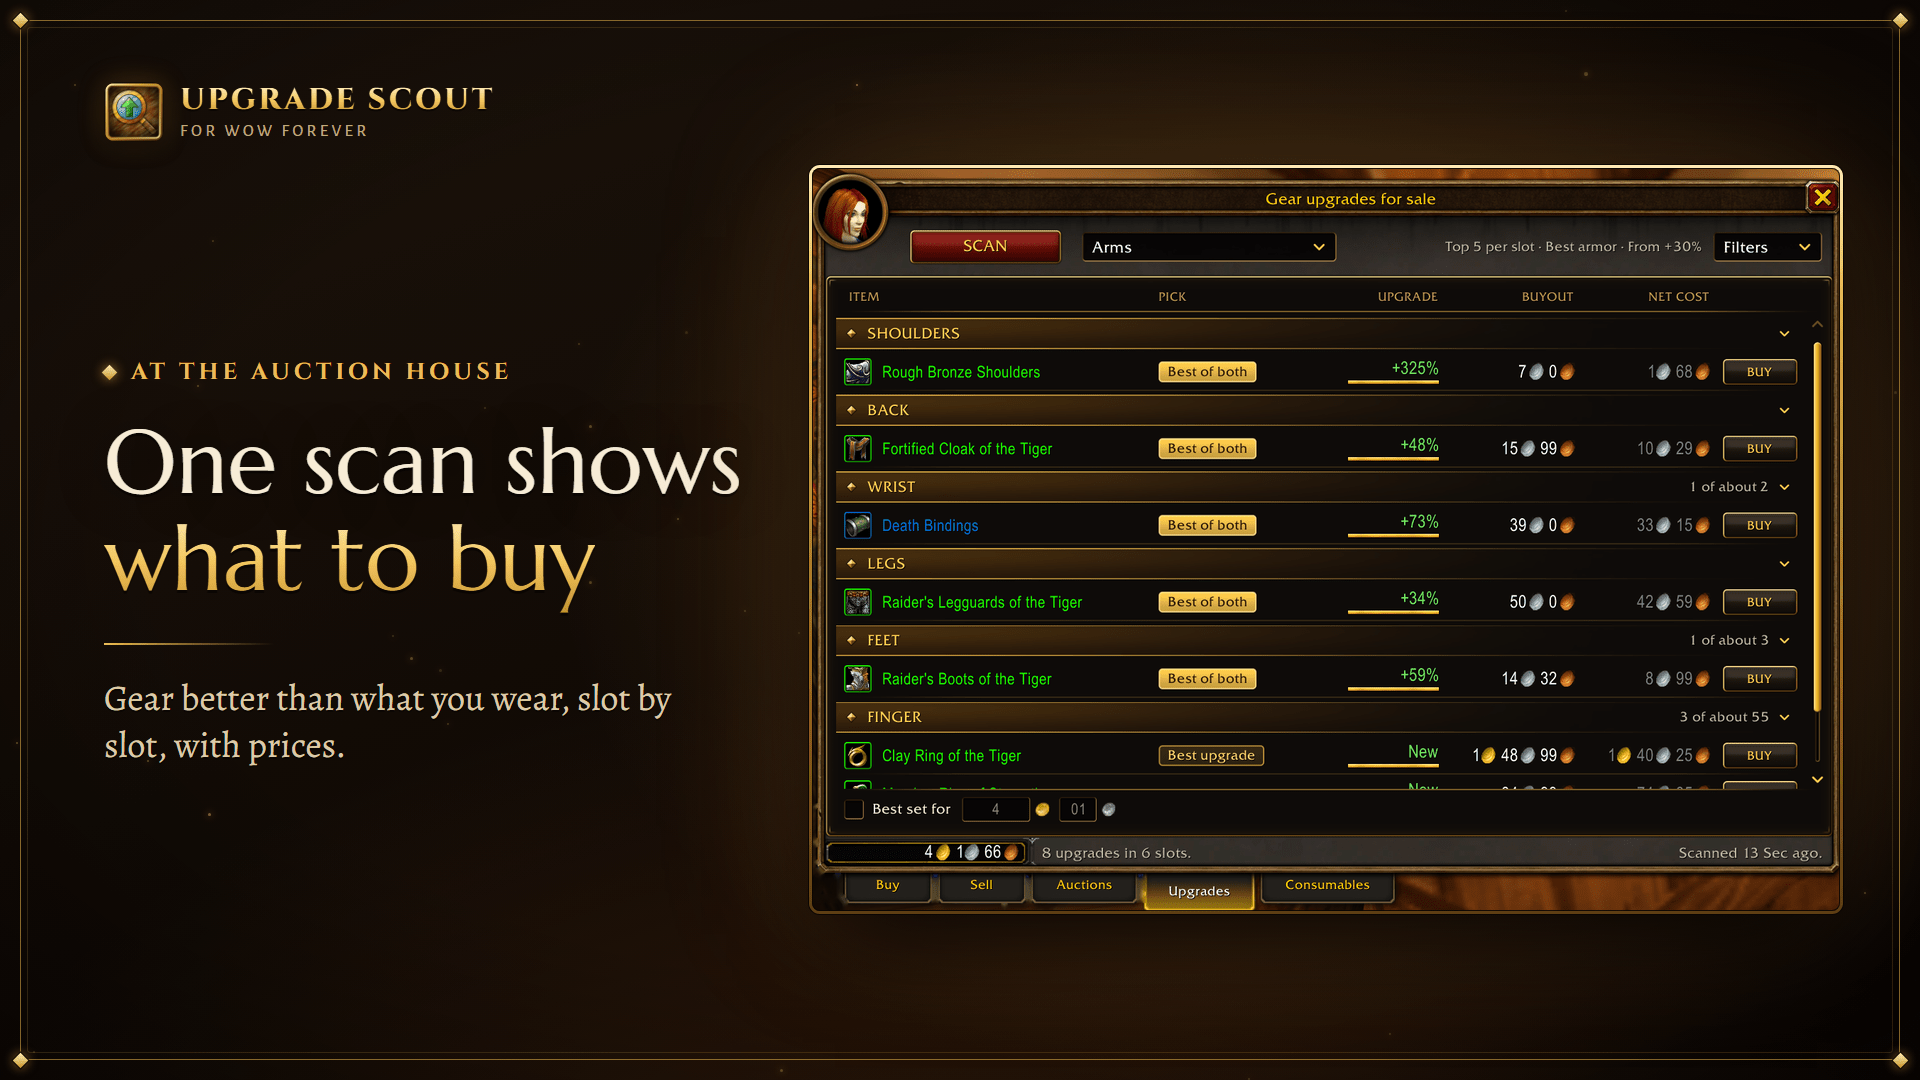 UPGRADE SCOUT
FOR WOW FOREVER
AT THE AUCTION HOUSE
One scan shows
what to buy
Gear better than what you wear, slot by
slot, with prices.
Gear upgrades for sale
SCAN
Arms
Top 5 per slot · Best armor · From +30%
Filters
ITEM PICK UPGRADE BUYOUT NET COST
SHOULDERS
Rough Bronze Shoulders Best of both +325% 7 0 1 68 BUY
BACK
Fortified Cloak of the Tiger Best of both +48% 15 99 10 29 BUY
WRIST 1 of about 2
Death Bindings Best of both +73% 39 0 33 15 BUY
LEGS
Raider's Legguards of the Tiger Best of both +34% 50 0 42 59 BUY
FEET 1 of about 3
Raider's Boots of the Tiger Best of both +59% 14 32 8 99 BUY
FINGER 3 of about 55
Clay Ring of the Tiger Best upgrade New 1 48 99 1 40 25 BUY
New
Best set for 4 01
4 1 66 8 upgrades in 6 slots. Scanned 13 Sec ago.
Buy Sell Auctions Upgrades Consumables